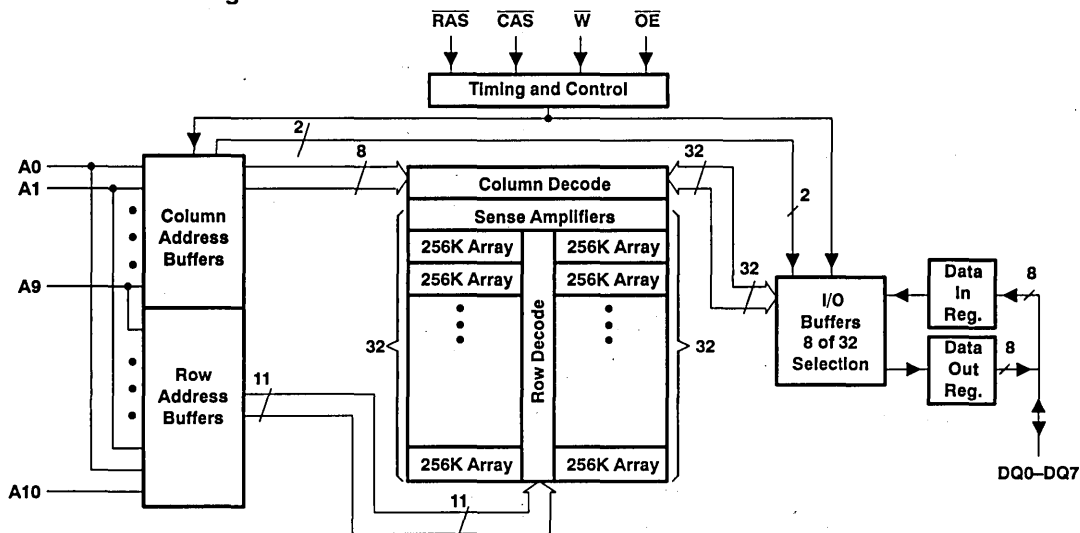 RAS CAS W OE
Timing and Control
2
A0
8
32
A1
Column Decode
2
Sense Amplifiers
Column
Address
Buffers
256K Array 256K Array
256K Array 256K Array
A9
32
I/O
Buffers
8 of 32
Selection
Data
In
Reg.
8
32
Row Decode
32
Data
Out
Reg.
8
Row
Address
Buffers
11
256K Array 256K Array
DQ0–DQ7
A10
11